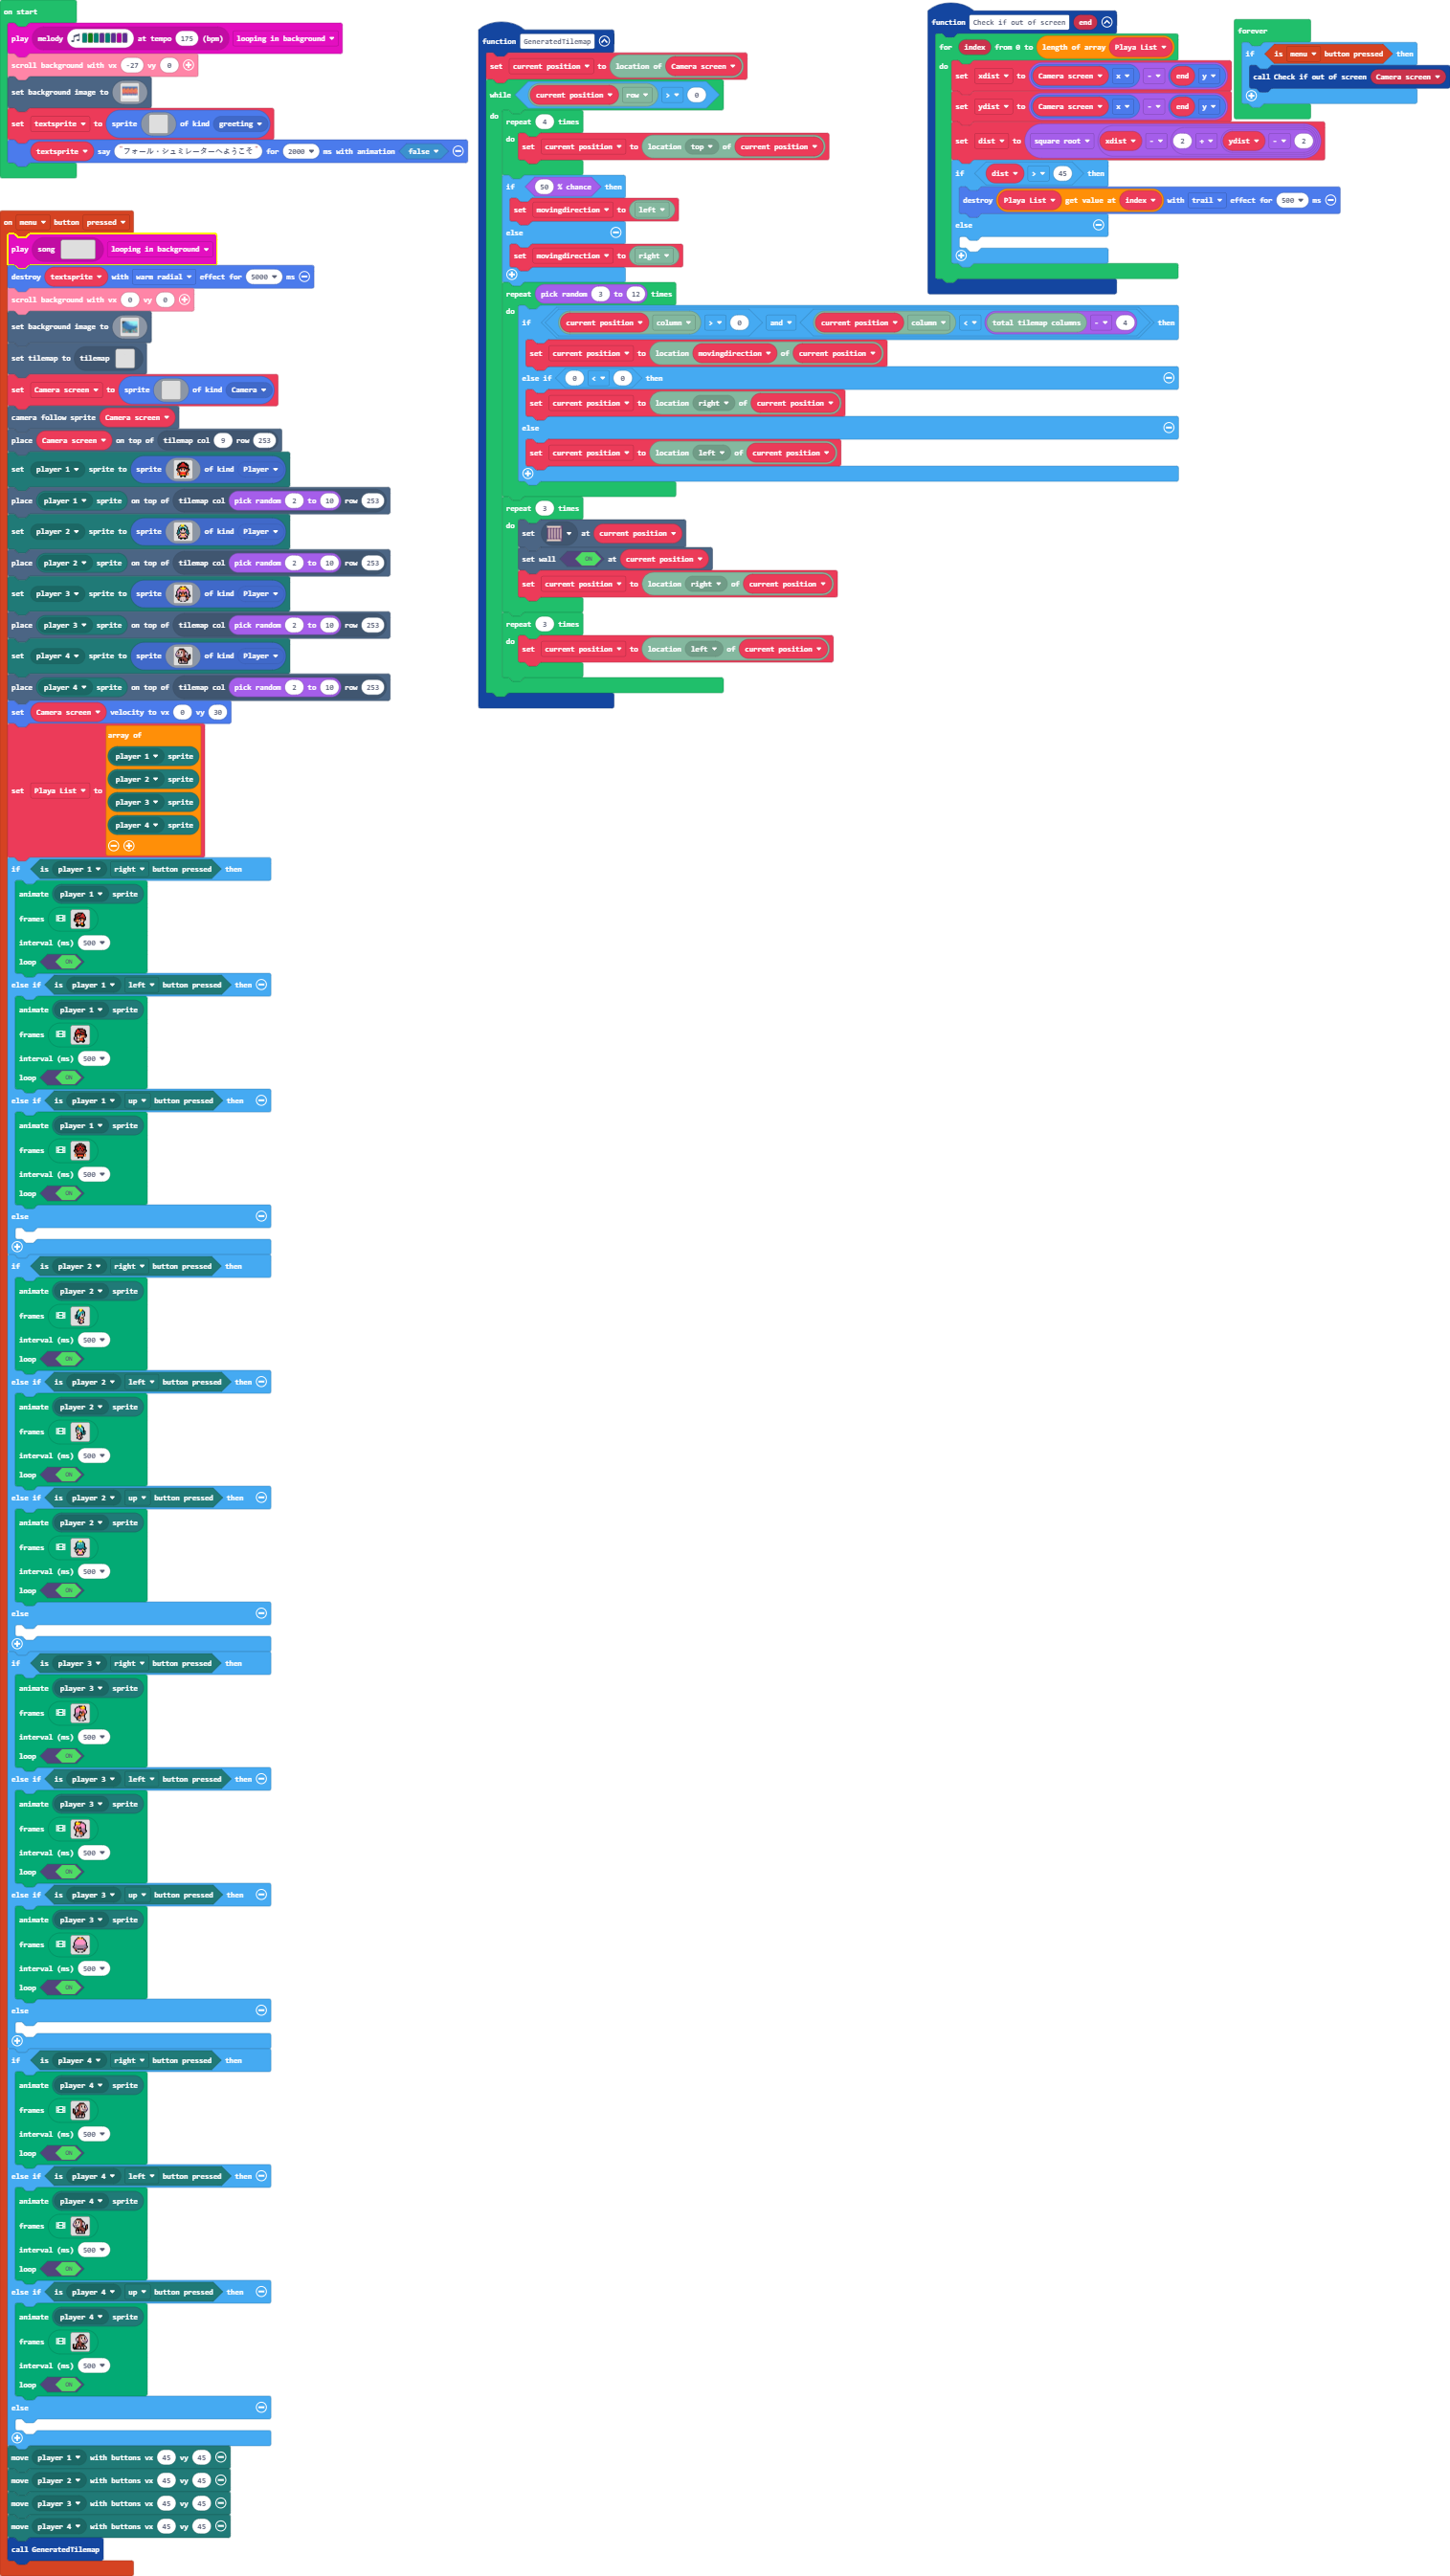 on start
play melody at tempo 175 (bpm) looping in background
scroll background with vx -27 vy 0
set background image to
set textsprite to sprite of kind greeting
textsprite say "フォール・シュミレーターへようこそ" for 2000 ms with animation false
on menu button pressed
play song looping in background
destroy textsprite with warm radial effect for 5000 ms
scroll background with vx 0 vy 0
set background image to
set tilemap to tilemap
set Camera screen to sprite of kind Camera
camera follow sprite Camera screen
place Camera screen on top of tilemap col 9 row 253
set player 1 sprite to sprite of kind Player
place player 1 sprite on top of tilemap col pick random 2 to 10 row 253
set player 2 sprite to sprite of kind Player
place player 2 sprite on top of tilemap col pick random 2 to 10 row 253
set player 3 sprite to sprite of kind Player
place player 3 sprite on top of tilemap col pick random 2 to 10 row 253
set player 4 sprite to sprite of kind Player
place player 4 sprite on top of tilemap col pick random 2 to 10 row 253
set Camera screen velocity to vx 0 vy 30
array of
player 1 sprite
player 2 sprite
set Playa List to
player 3 sprite
player 4 sprite
if is player 1 right button pressed then
animate player 1 sprite
frames
interval (ms) 500
loop ON
else if is player 1 left button pressed then
animate player 1 sprite
frames
interval (ms) 500
loop ON
else if is player 1 up button pressed then
animate player 1 sprite
frames
interval (ms) 500
loop ON
else
if is player 2 right button pressed then
animate player 2 sprite
frames
interval (ms) 500
loop ON
else if is player 2 left button pressed then
animate player 2 sprite
frames
interval (ms) 500
loop ON
else if is player 2 up button pressed then
animate player 2 sprite
frames
interval (ms) 500
loop ON
else
if is player 3 right button pressed then
animate player 3 sprite
frames
interval (ms) 500
loop ON
else if is player 3 left button pressed then
animate player 3 sprite
frames
interval (ms) 500
loop ON
else if is player 3 up button pressed then
animate player 3 sprite
frames
interval (ms) 500
loop ON
else
if is player 4 right button pressed then
animate player 4 sprite
frames
interval (ms) 500
loop ON
else if is player 4 left button pressed then
animate player 4 sprite
frames
interval (ms) 500
loop ON
else if is player 4 up button pressed then
animate player 4 sprite
frames
interval (ms) 500
loop ON
else
move player 1 with buttons vx 45 vy 45
move player 2 with buttons vx 45 vy 45
move player 3 with buttons vx 45 vy 45
move player 4 with buttons vx 45 vy 45
call GeneratedTilemap
function GeneratedTilemap
set current position to location of Camera screen
while current position row > 0
do
repeat 4 times
do set current position to location top of current position
if 50 % chance then
set movingdirection to left
else
set movingdirection to right
repeat pick random 3 to 12 times
do
if current position column > 0 and current position column < total tilemap columns - 4 then
set current position to location movingdirection of current position
else if 0 < 0 then
set current position to location right of current position
else
set current position to location left of current position
repeat 3 times
do
set at current position
set wall ON at current position
set current position to location right of current position
repeat 3 times
do
set current position to location left of current position
function Check if out of screen end
for index from 0 to length of array Playa List
do
set xdist to Camera screen x - end y
set ydist to Camera screen x - end y
set dist to square root xdist - 2 + ydist - 2
if dist > 45 then
destroy Playa List get value at index with trail effect for 500 ms
else
forever
if is menu button pressed then
call Check if out of screen Camera screen